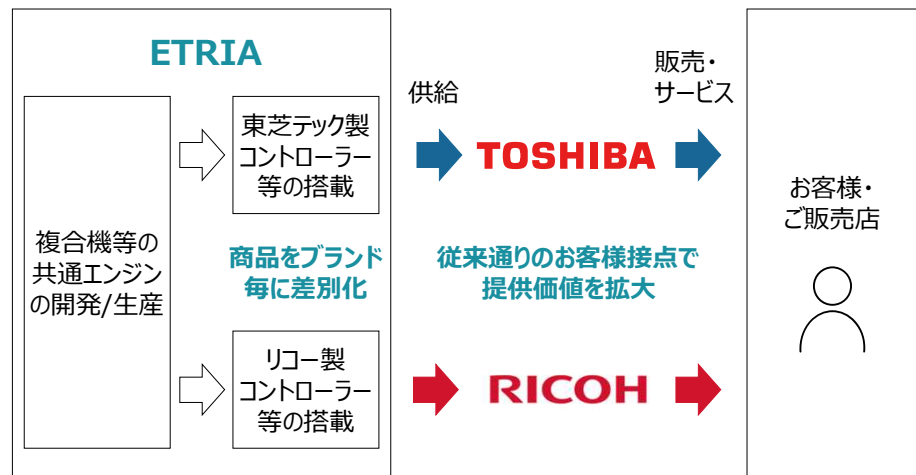 ETRIA
複合機等の
共通エンジン
の開発/生産
東芝テック製
コントローラー
等の搭載
商品をブランド
毎に差別化
リコー製
コントローラー
等の搭載
供給
TOSHIBA
従来通りのお客様接点で
提供価値を拡大
RICOH
販売・
サービス
お客様・
ご販売店